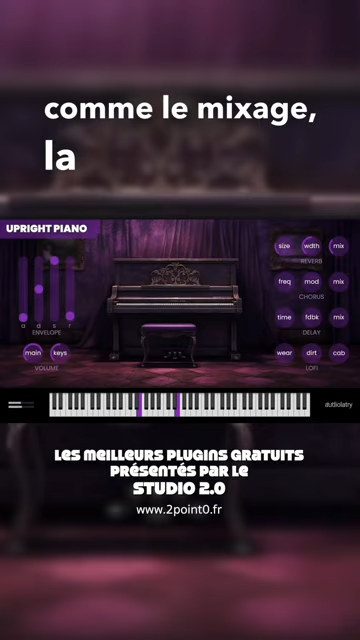 comme le mixage,
la
UPRIGHT PIANO
size wdth mix
REVERB
freq mod mix
CHORUS
a d s r
ENVELOPE
time fdbk mix
DELAY
main keys
VOLUME
wear dirt cab
LOFI
studiolatry
Les meilleurs plugins gratuits
présentés par le
STUDIO 2.0
www.2point0.fr